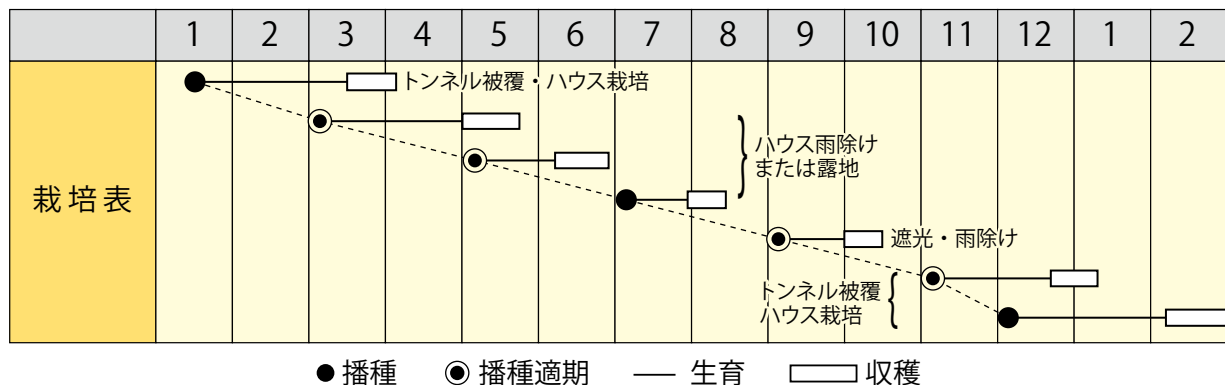 1 2 3 4 5 6 7 8 9 10 11 12 1 2
栽培表
トンネル被覆・ハウス栽培
ハウス雨除け
または露地
遮光・雨除け
トンネル被覆
ハウス栽培
播種 播種適期 生育 収穫